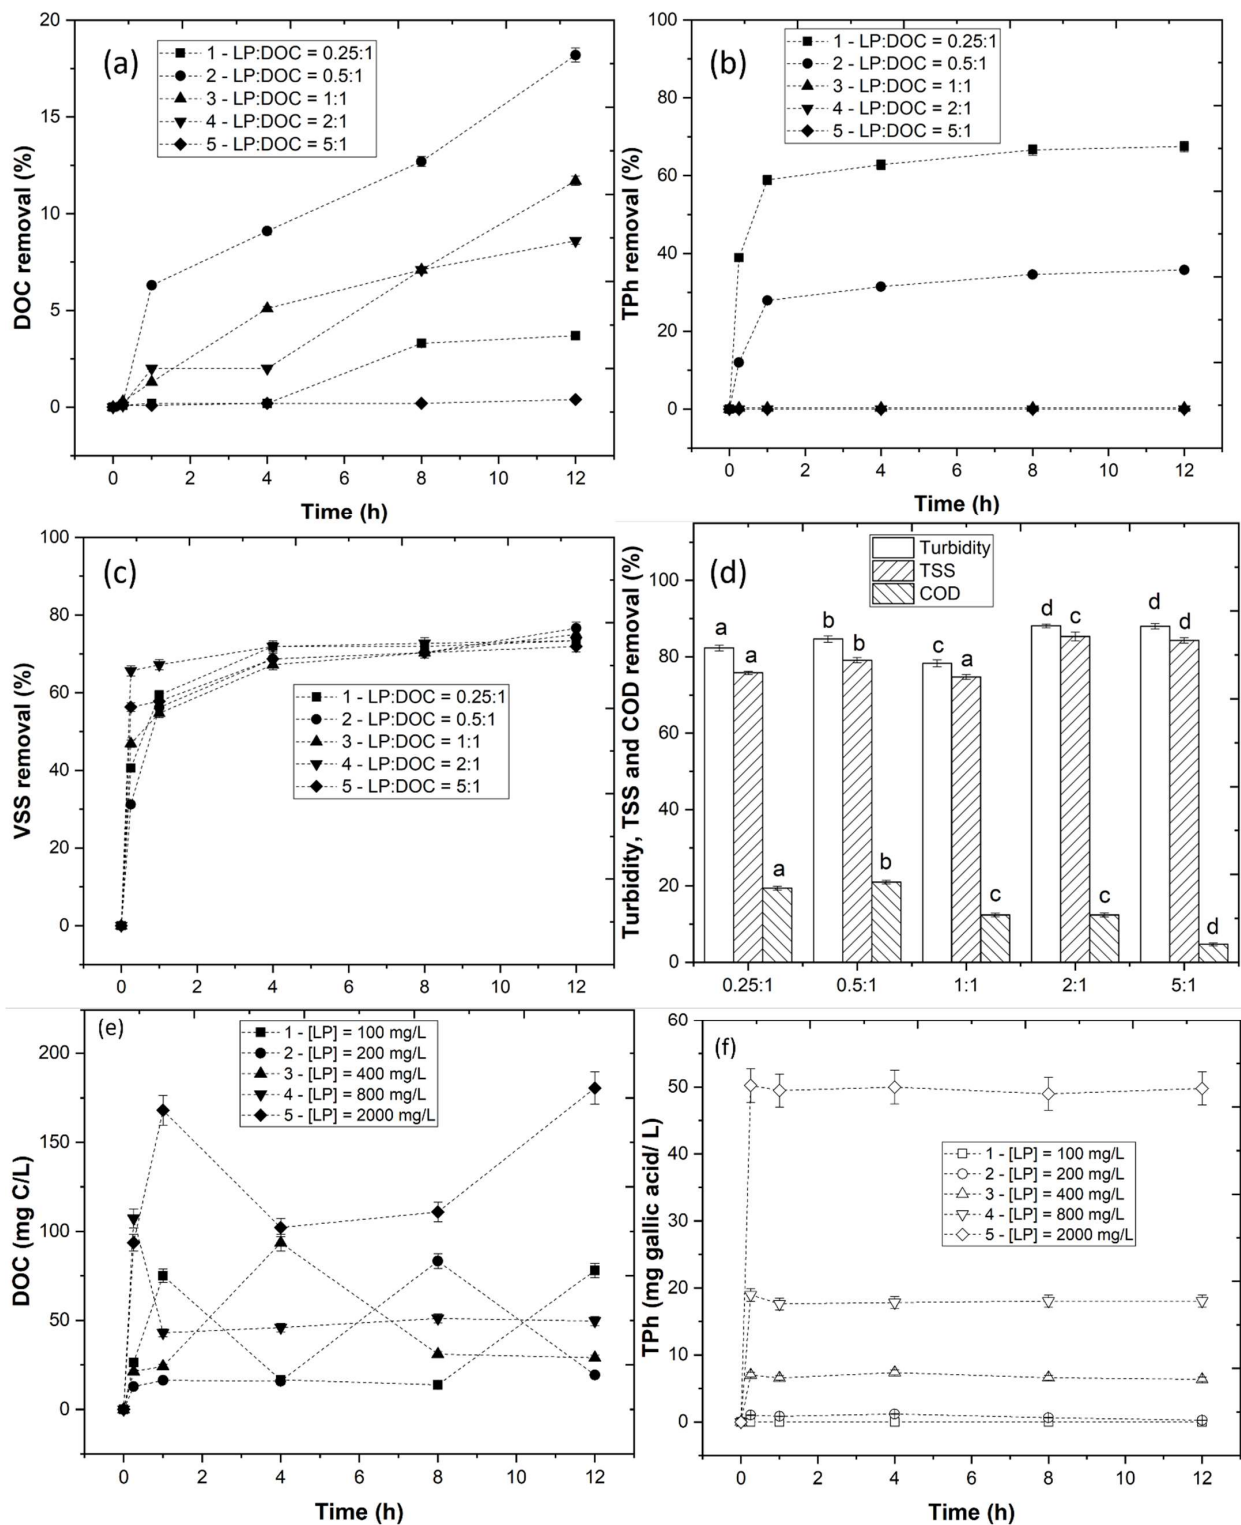 (a)
1 - LP:DOC = 0.25:1
2 - LP:DOC = 0.5:1
3 - LP:DOC = 1:1
4 - LP:DOC = 2:1
5 - LP:DOC = 5:1
DOC removal (%)
20
15
10
5
0
0 2 4 6 8 10 12
Time (h)
(b)
1 - LP:DOC = 0.25:1
2 - LP:DOC = 0.5:1
3 - LP:DOC = 1:1
4 - LP:DOC = 2:1
5 - LP:DOC = 5:1
TPh removal (%)
100
80
60
40
20
0
0 2 4 6 8 10 12
Time (h)
(c)
1 - LP:DOC = 0.25:1
2 - LP:DOC = 0.5:1
3 - LP:DOC = 1:1
4 - LP:DOC = 2:1
5 - LP:DOC = 5:1
VSS removal (%)
100
80
60
40
20
0
0 2 4 6 8 10 12
Time (h)
(d)
Turbidity
TSS
COD
Turbidity, TSS and COD removal (%)
100
80
60
40
20
0
a a a
b b b
c a c
d c c
d d d
0.25:1 0.5:1 1:1 2:1 5:1
(e)
1 - [LP] = 100 mg/L
2 - [LP] = 200 mg/L
3 - [LP] = 400 mg/L
4 - [LP] = 800 mg/L
5 - [LP] = 2000 mg/L
DOC (mg C/L)
200
150
100
50
0
0 2 4 6 8 10 12
Time (h)
(f)
1 - [LP] = 100 mg/L
2 - [LP] = 200 mg/L
3 - [LP] = 400 mg/L
4 - [LP] = 800 mg/L
5 - [LP] = 2000 mg/L
TPh (mg gallic acid/ L)
60
50
40
30
20
10
0
0 2 4 6 8 10 12
Time (h)